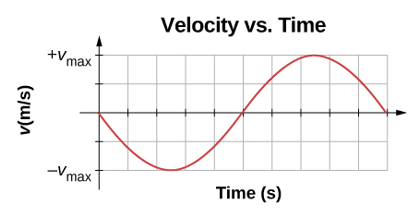 Velocity vs. Time
+vmax
v(m/s)
–vmax
Time (s)